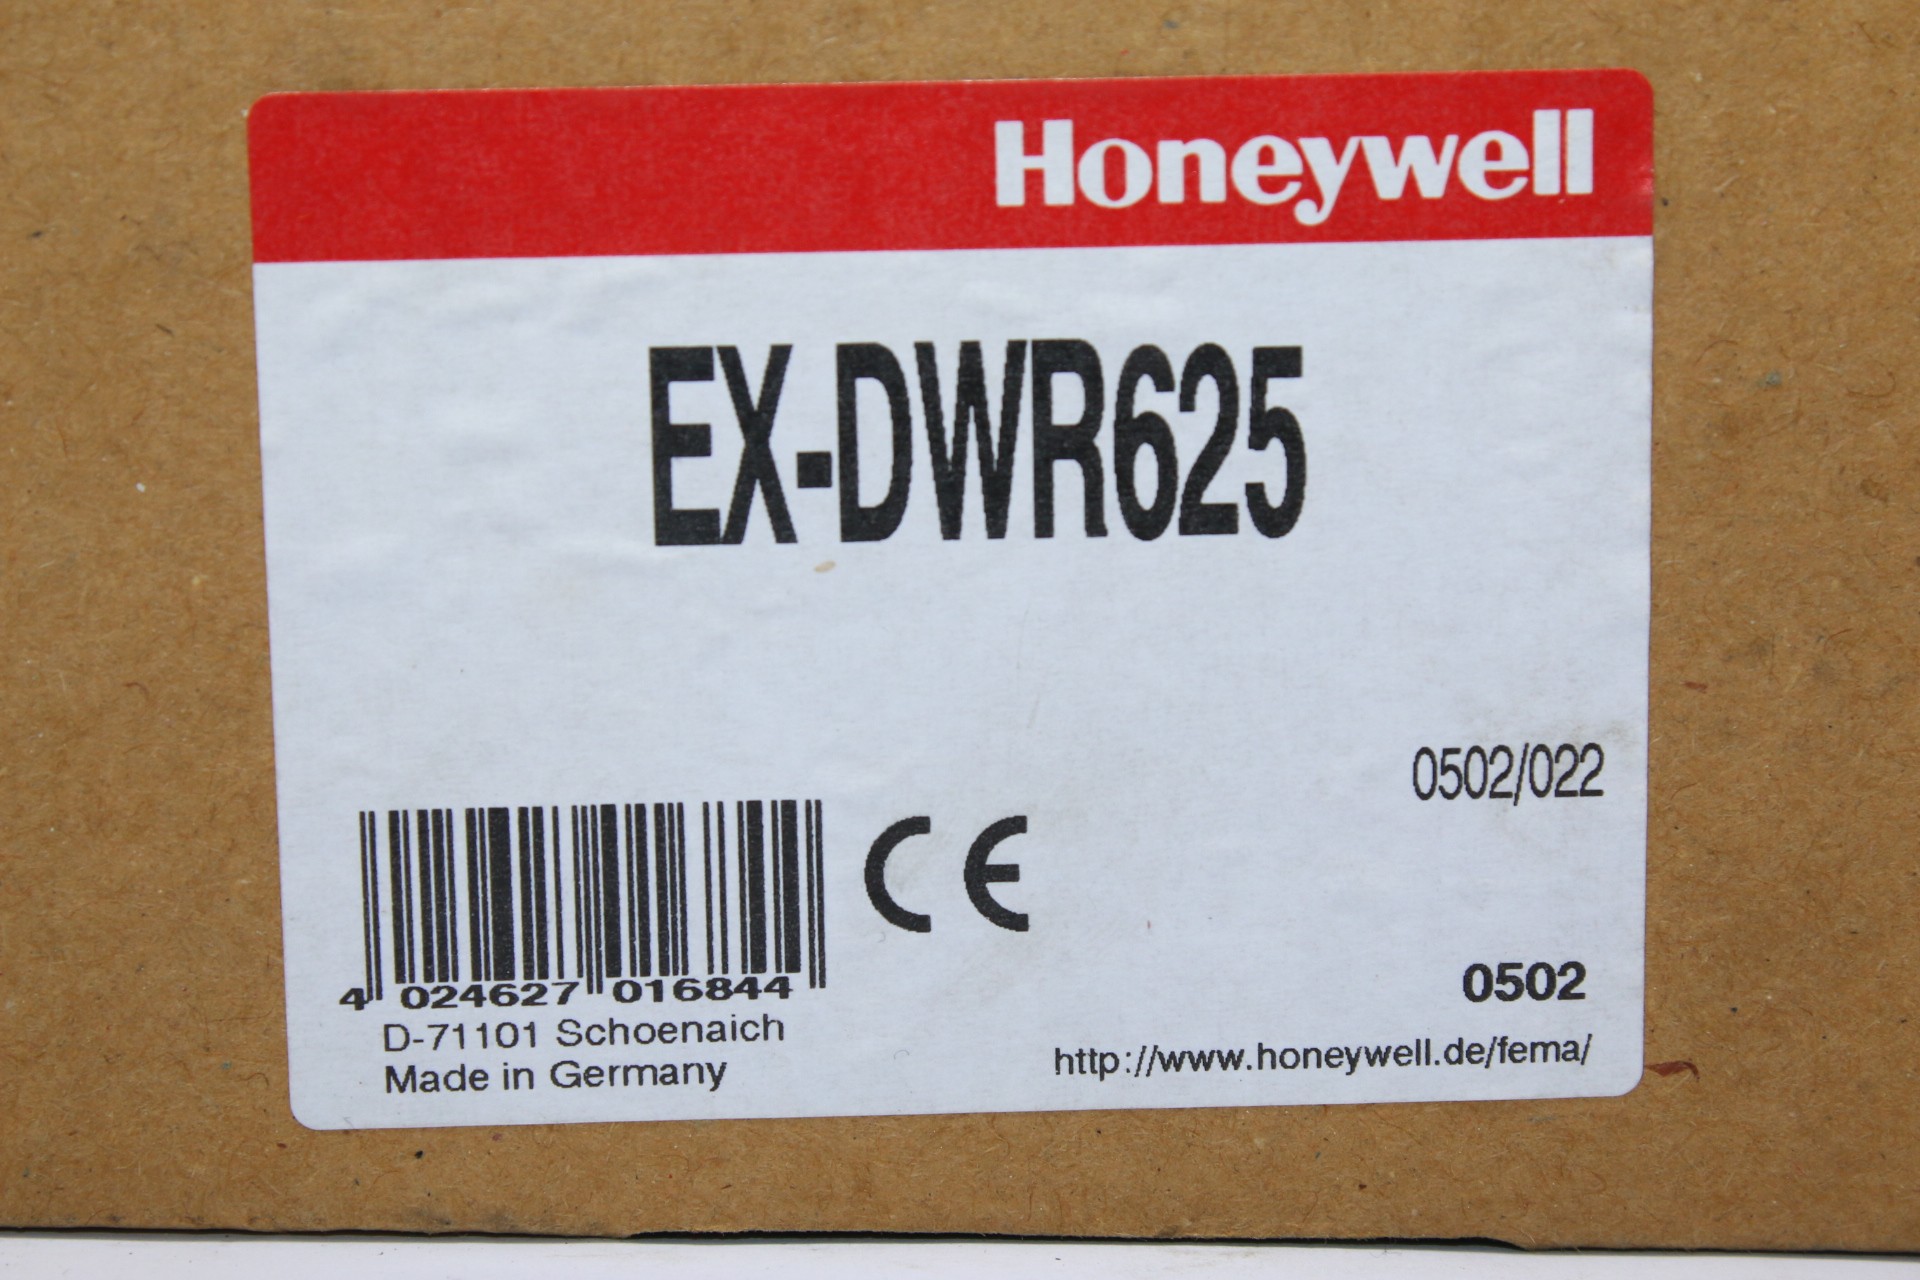 Honeywell
EX-DWR625
0502/022
CE
4 024627 016844
0502
D-71101 Schoenaich
Made in Germany
http://www.honeywell.de/fema/